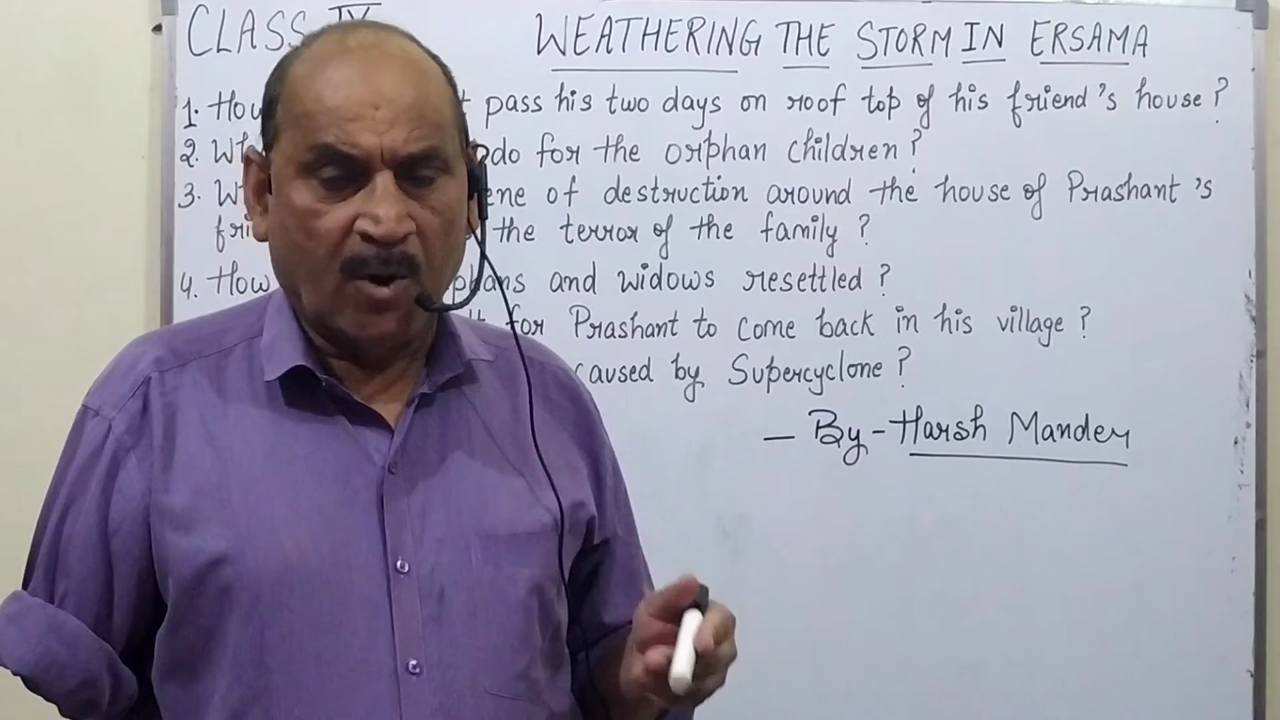 CLASS WEATHERING THE STORM IN ERSAMA
1. How pass his two days on roof top of his friend's house ?
2. do for the orphan children ?
3. of destruction around the house of Prashant's
the terror of the family ?
4. How and widows resettled ?
for Prashant to come back in his village ?
caused by Supercyclone ?
— By - Harsh Mander